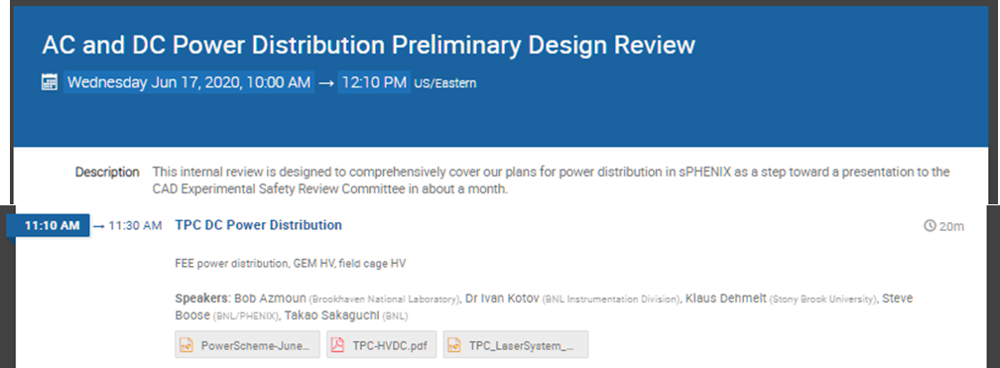 AC and DC Power Distribution Preliminary Design Review
Wednesday Jun 17, 2020, 10:00 AM → 12:10 PM US/Eastern
Description This internal review is designed to comprehensively cover our plans for power distribution in sPHENIX as a step toward a presentation to the
CAD Experimental Safety Review Committee in about a month.
11:10 AM → 11:30 AM TPC DC Power Distribution 20m
FEE power distribution, GEM HV, field cage HV
Speakers: Bob Azmoun (Brookhaven National Laboratory), Dr Ivan Kotov (BNL Instrumentation Division), Klaus Dehmelt (Stony Brook University), Steve
Boose (BNL/PHENIX), Takao Sakaguchi (BNL)
PowerScheme-June... TPC-HVDC.pdf TPC_LaserSystem_...